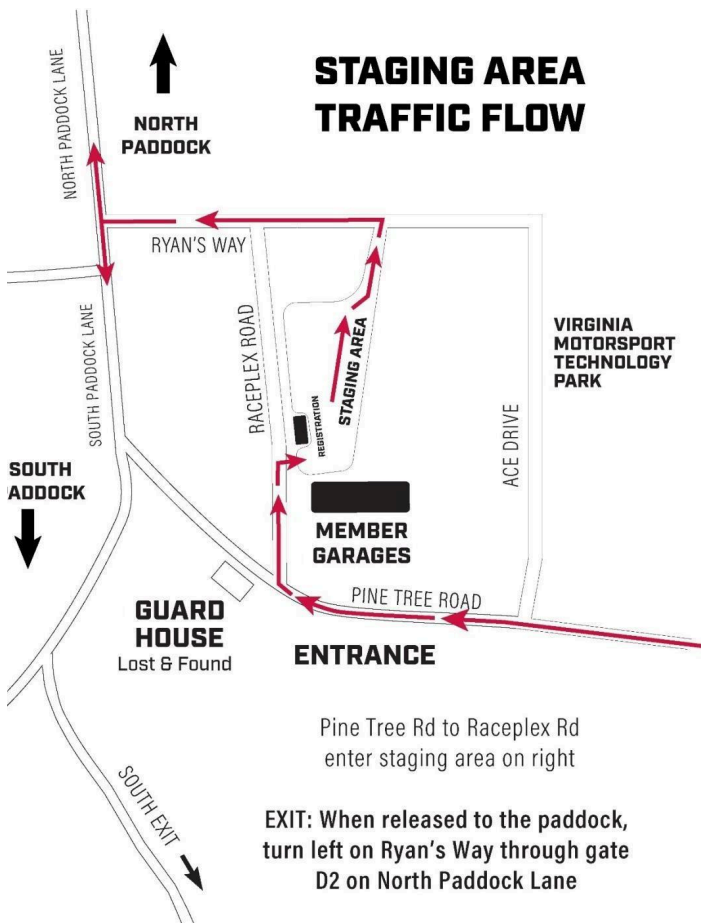 STAGING AREA
TRAFFIC FLOW
NORTH PADDOCK LANE
NORTH
PADDOCK
RYAN'S WAY
SOUTH PADDOCK LANE
RACEPLEX ROAD
STAGING AREA
REGISTRATION
VIRGINIA
MOTORSPORT
TECHNOLOGY
PARK
ACE DRIVE
SOUTH
ADDOCK
MEMBER
GARAGES
PINE TREE ROAD
GUARD
HOUSE
Lost & Found
ENTRANCE
SOUTH EXIT
Pine Tree Rd to Raceplex Rd
enter staging area on right
EXIT: When released to the paddock,
turn left on Ryan's Way through gate
D2 on North Paddock Lane